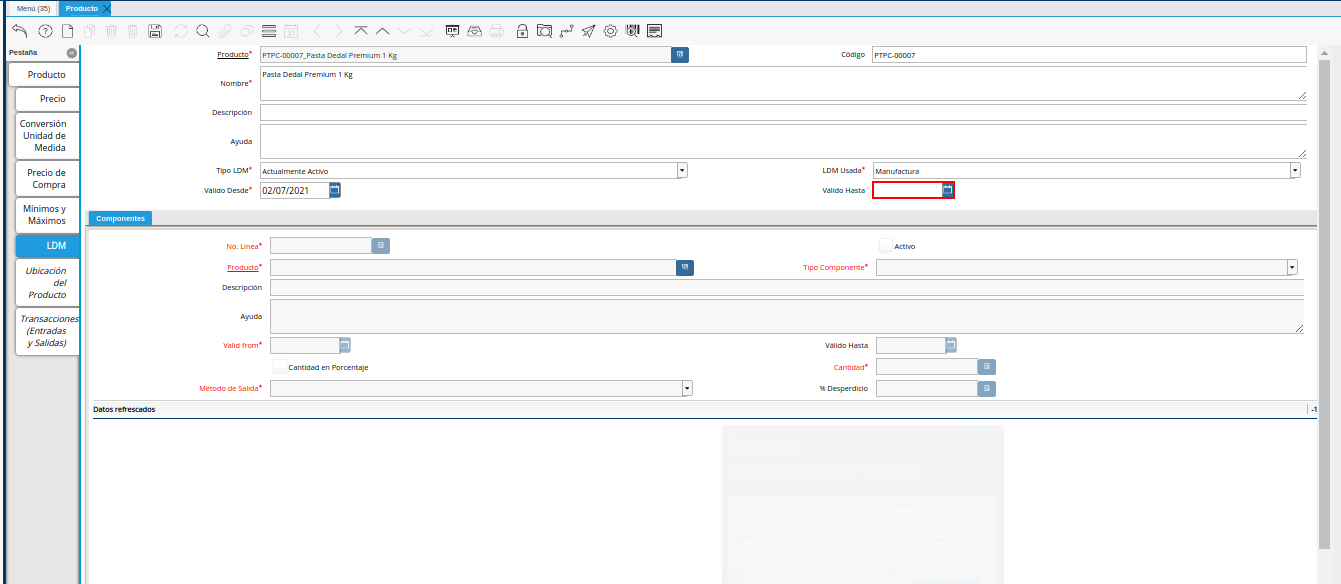 Menú (35) Producto
Pestaña
Producto
Precio
Conversión
Unidad de
Medida
Precio de
Compra
Mínimos y
Máximos
LDM
Ubicación
del
Producto
Transacciones
(Entradas
y Salidas)
Producto* PTPC-00007_Pasta Dedal Premium 1 Kg Código PTPC-00007
Nombre* Pasta Dedal Premium 1 Kg
Descripción
Ayuda
Tipo LDM* Actualmente Activo LDM Usada* Manufactura
Válido Desde* 02/07/2021 Válido Hasta
Componentes
No. Linea* Activo
Producto* Tipo Componente*
Descripción
Ayuda
Valid from* Válido Hasta
Cantidad en Porcentaje Cantidad*
Método de Salida* % Desperdicio
Datos refrescados -1